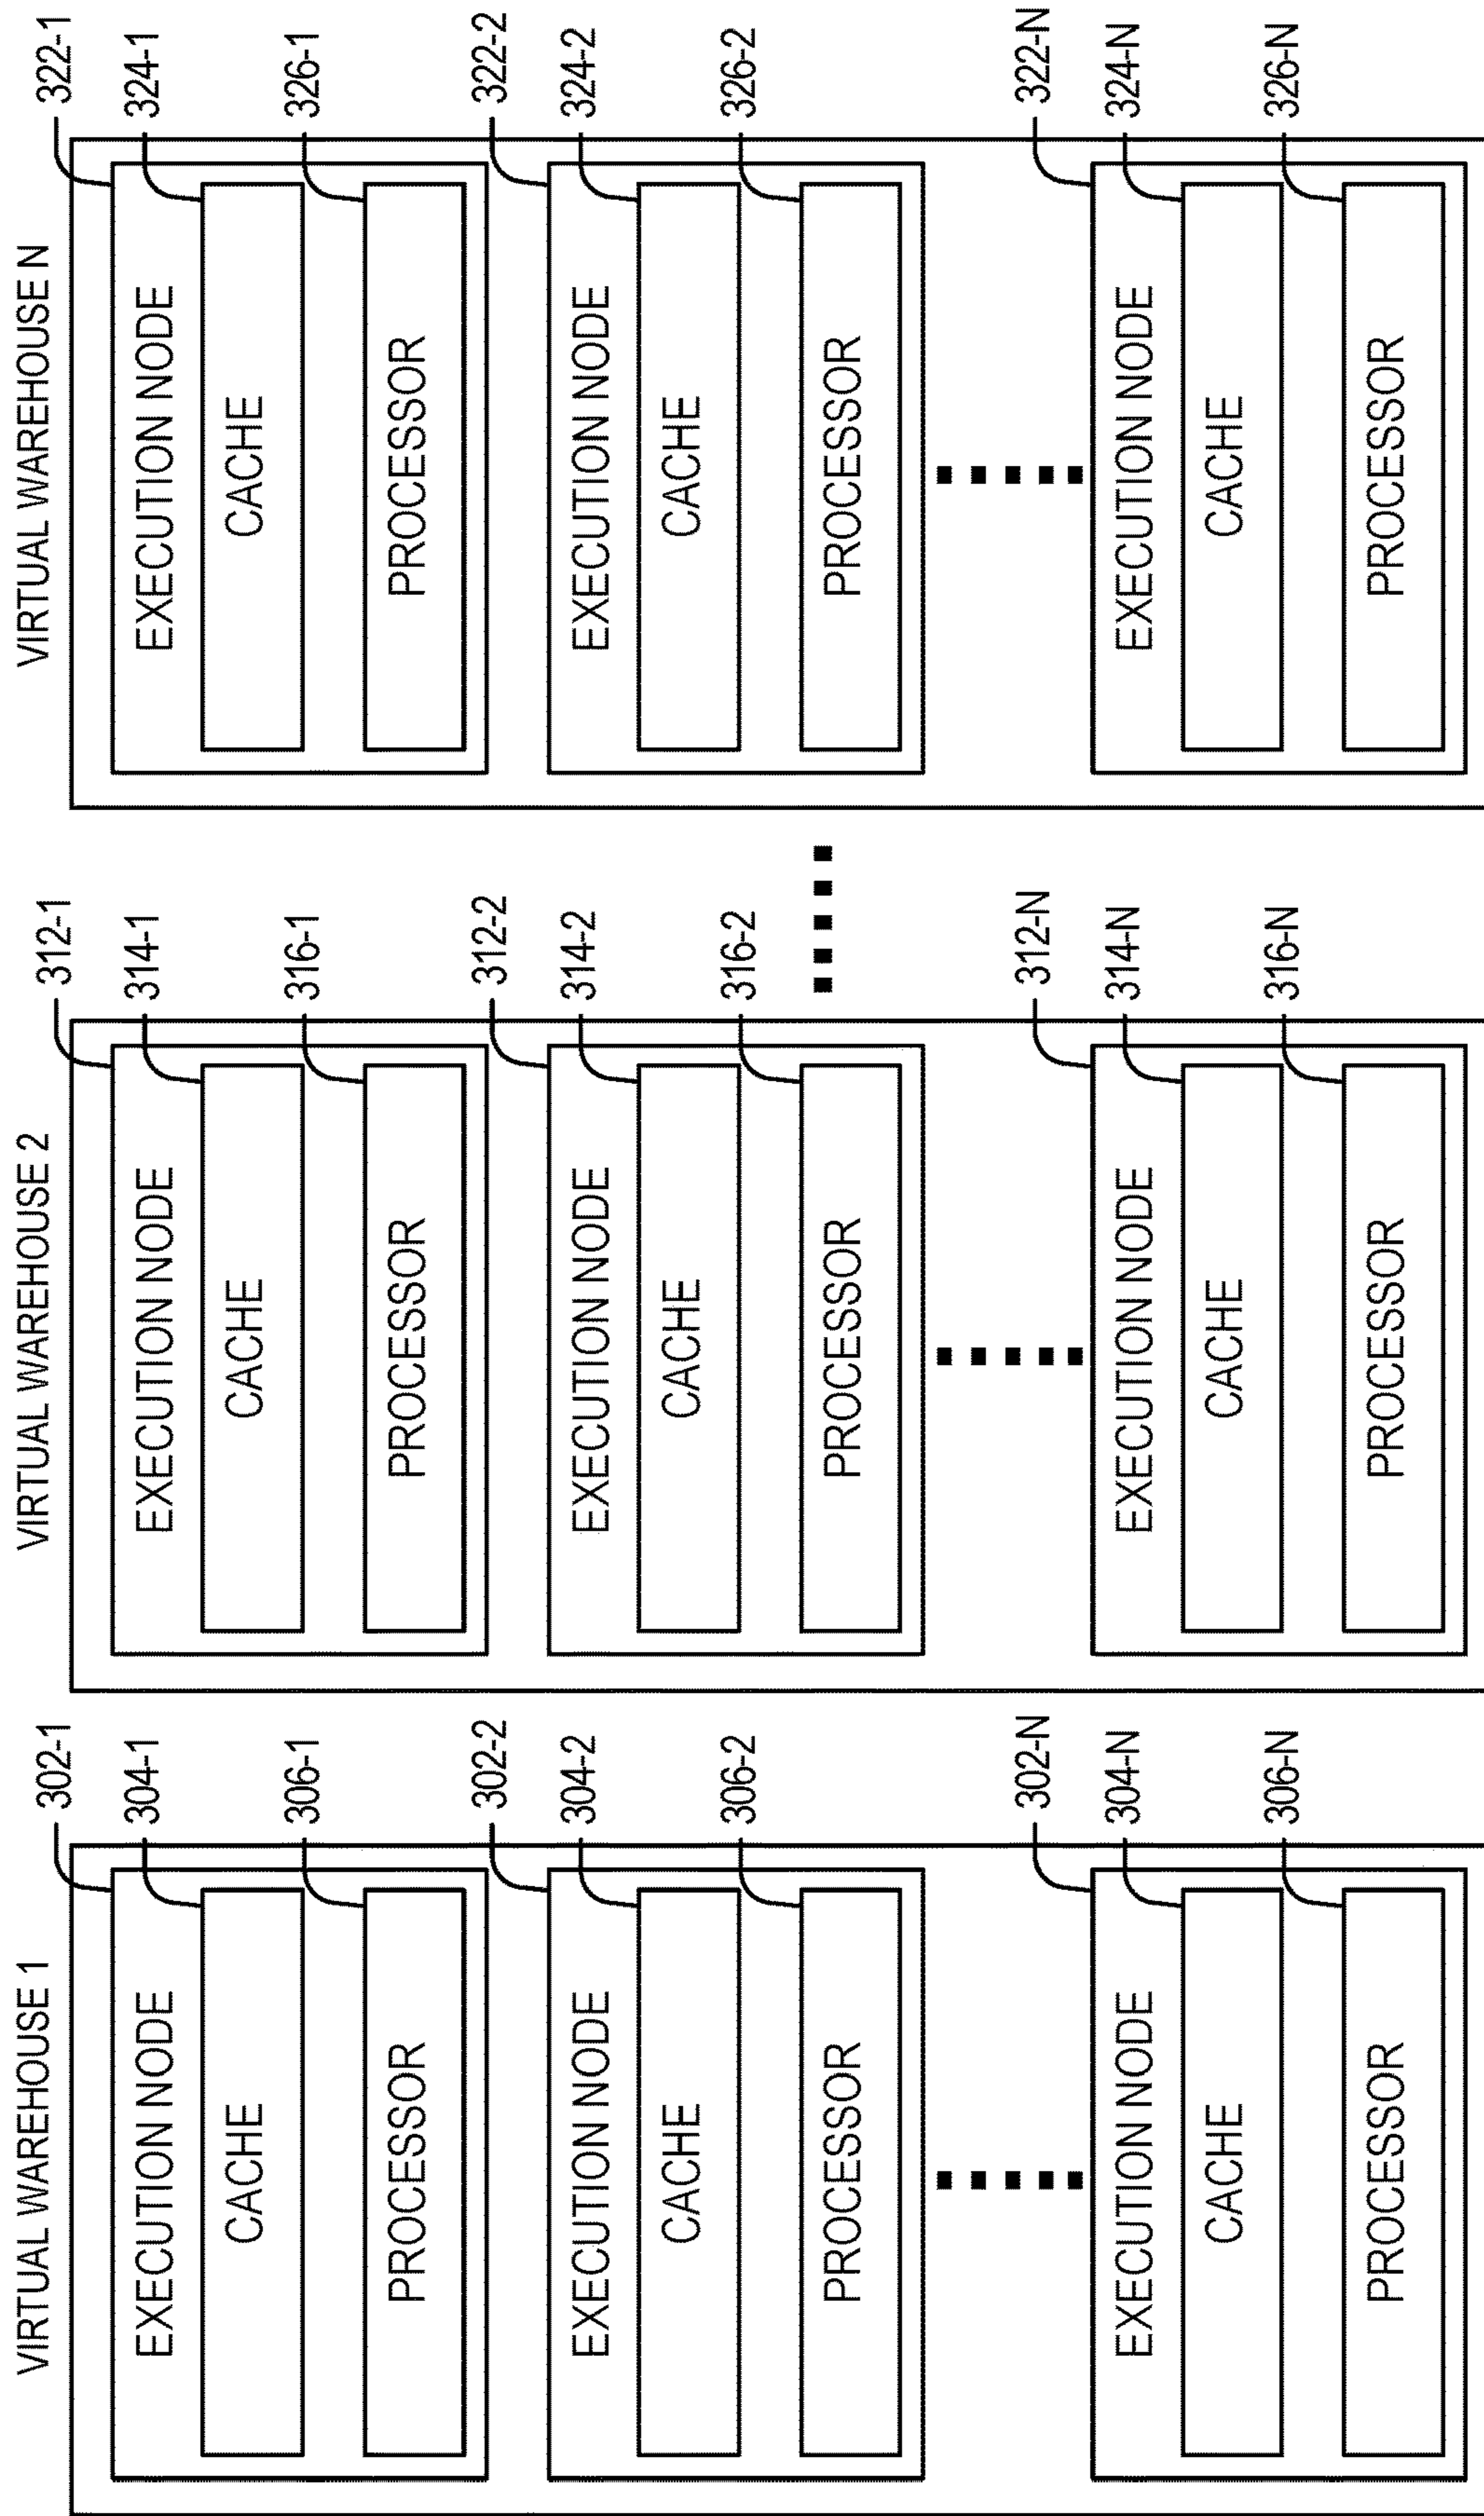 VIRTUAL WAREHOUSE 1
302-1
EXECUTION NODE
304-1
CACHE
306-1
PROCESSOR
302-2
EXECUTION NODE
304-2
CACHE
306-2
PROCESSOR
302-N
EXECUTION NODE
304-N
CACHE
306-N
PROCESSOR
VIRTUAL WAREHOUSE 2
312-1
EXECUTION NODE
314-1
CACHE
316-1
PROCESSOR
312-2
EXECUTION NODE
314-2
CACHE
316-2
PROCESSOR
312-N
EXECUTION NODE
314-N
CACHE
316-N
PROCESSOR
VIRTUAL WAREHOUSE N
322-1
EXECUTION NODE
324-1
CACHE
326-1
PROCESSOR
322-2
EXECUTION NODE
324-2
CACHE
326-2
PROCESSOR
322-N
EXECUTION NODE
324-N
CACHE
326-N
PROCESSOR